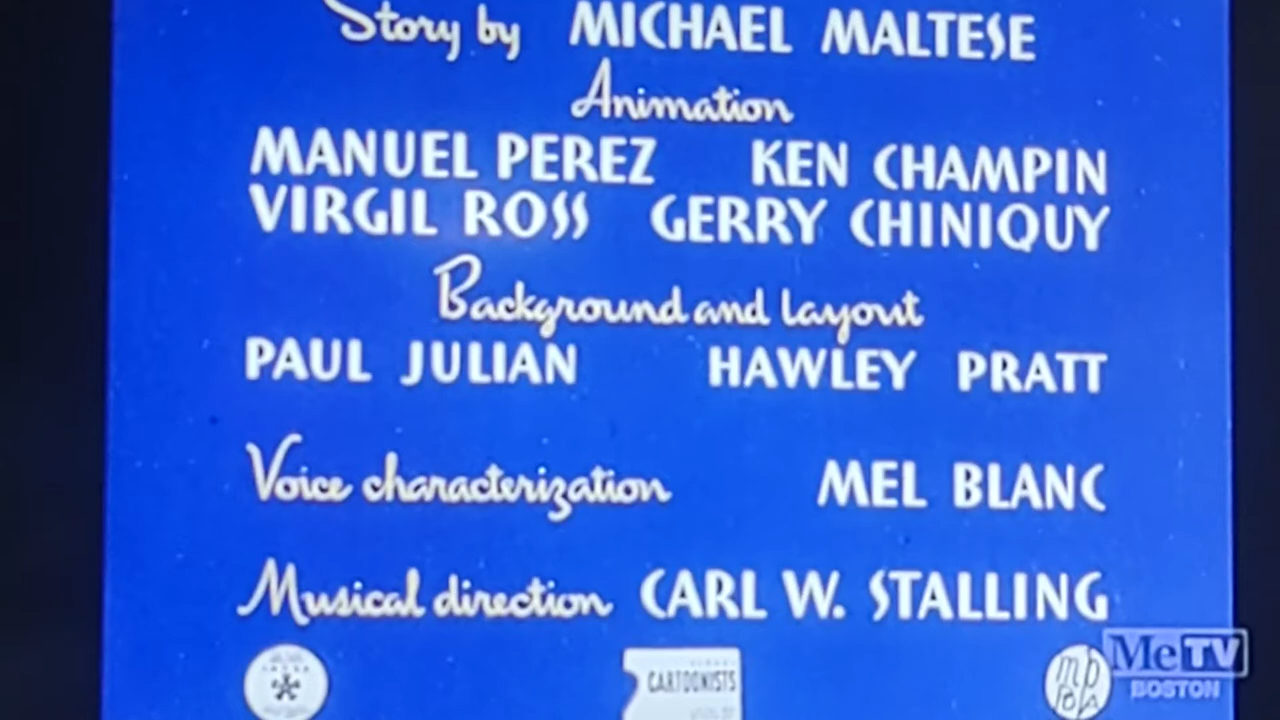 Story by MICHAEL MALTESE
Animation
MANUEL PEREZ KEN CHAMPIN
VIRGIL ROSS GERRY CHINIQUY
Background and layout
PAUL JULIAN HAWLEY PRATT
Voice characterization MEL BLANC
Musical direction CARL W. STALLING
CARTOONISTS
MeTV
BOSTON